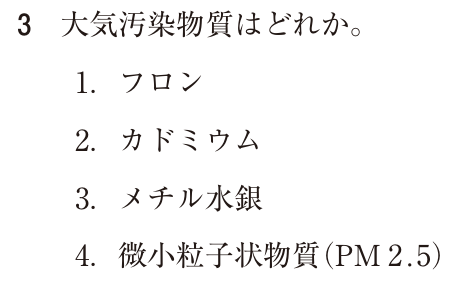 3 大気汚染物質はどれか。
1. フロン
2. カドミウム
3. メチル水銀
4. 微小粒子状物質(PM 2.5)